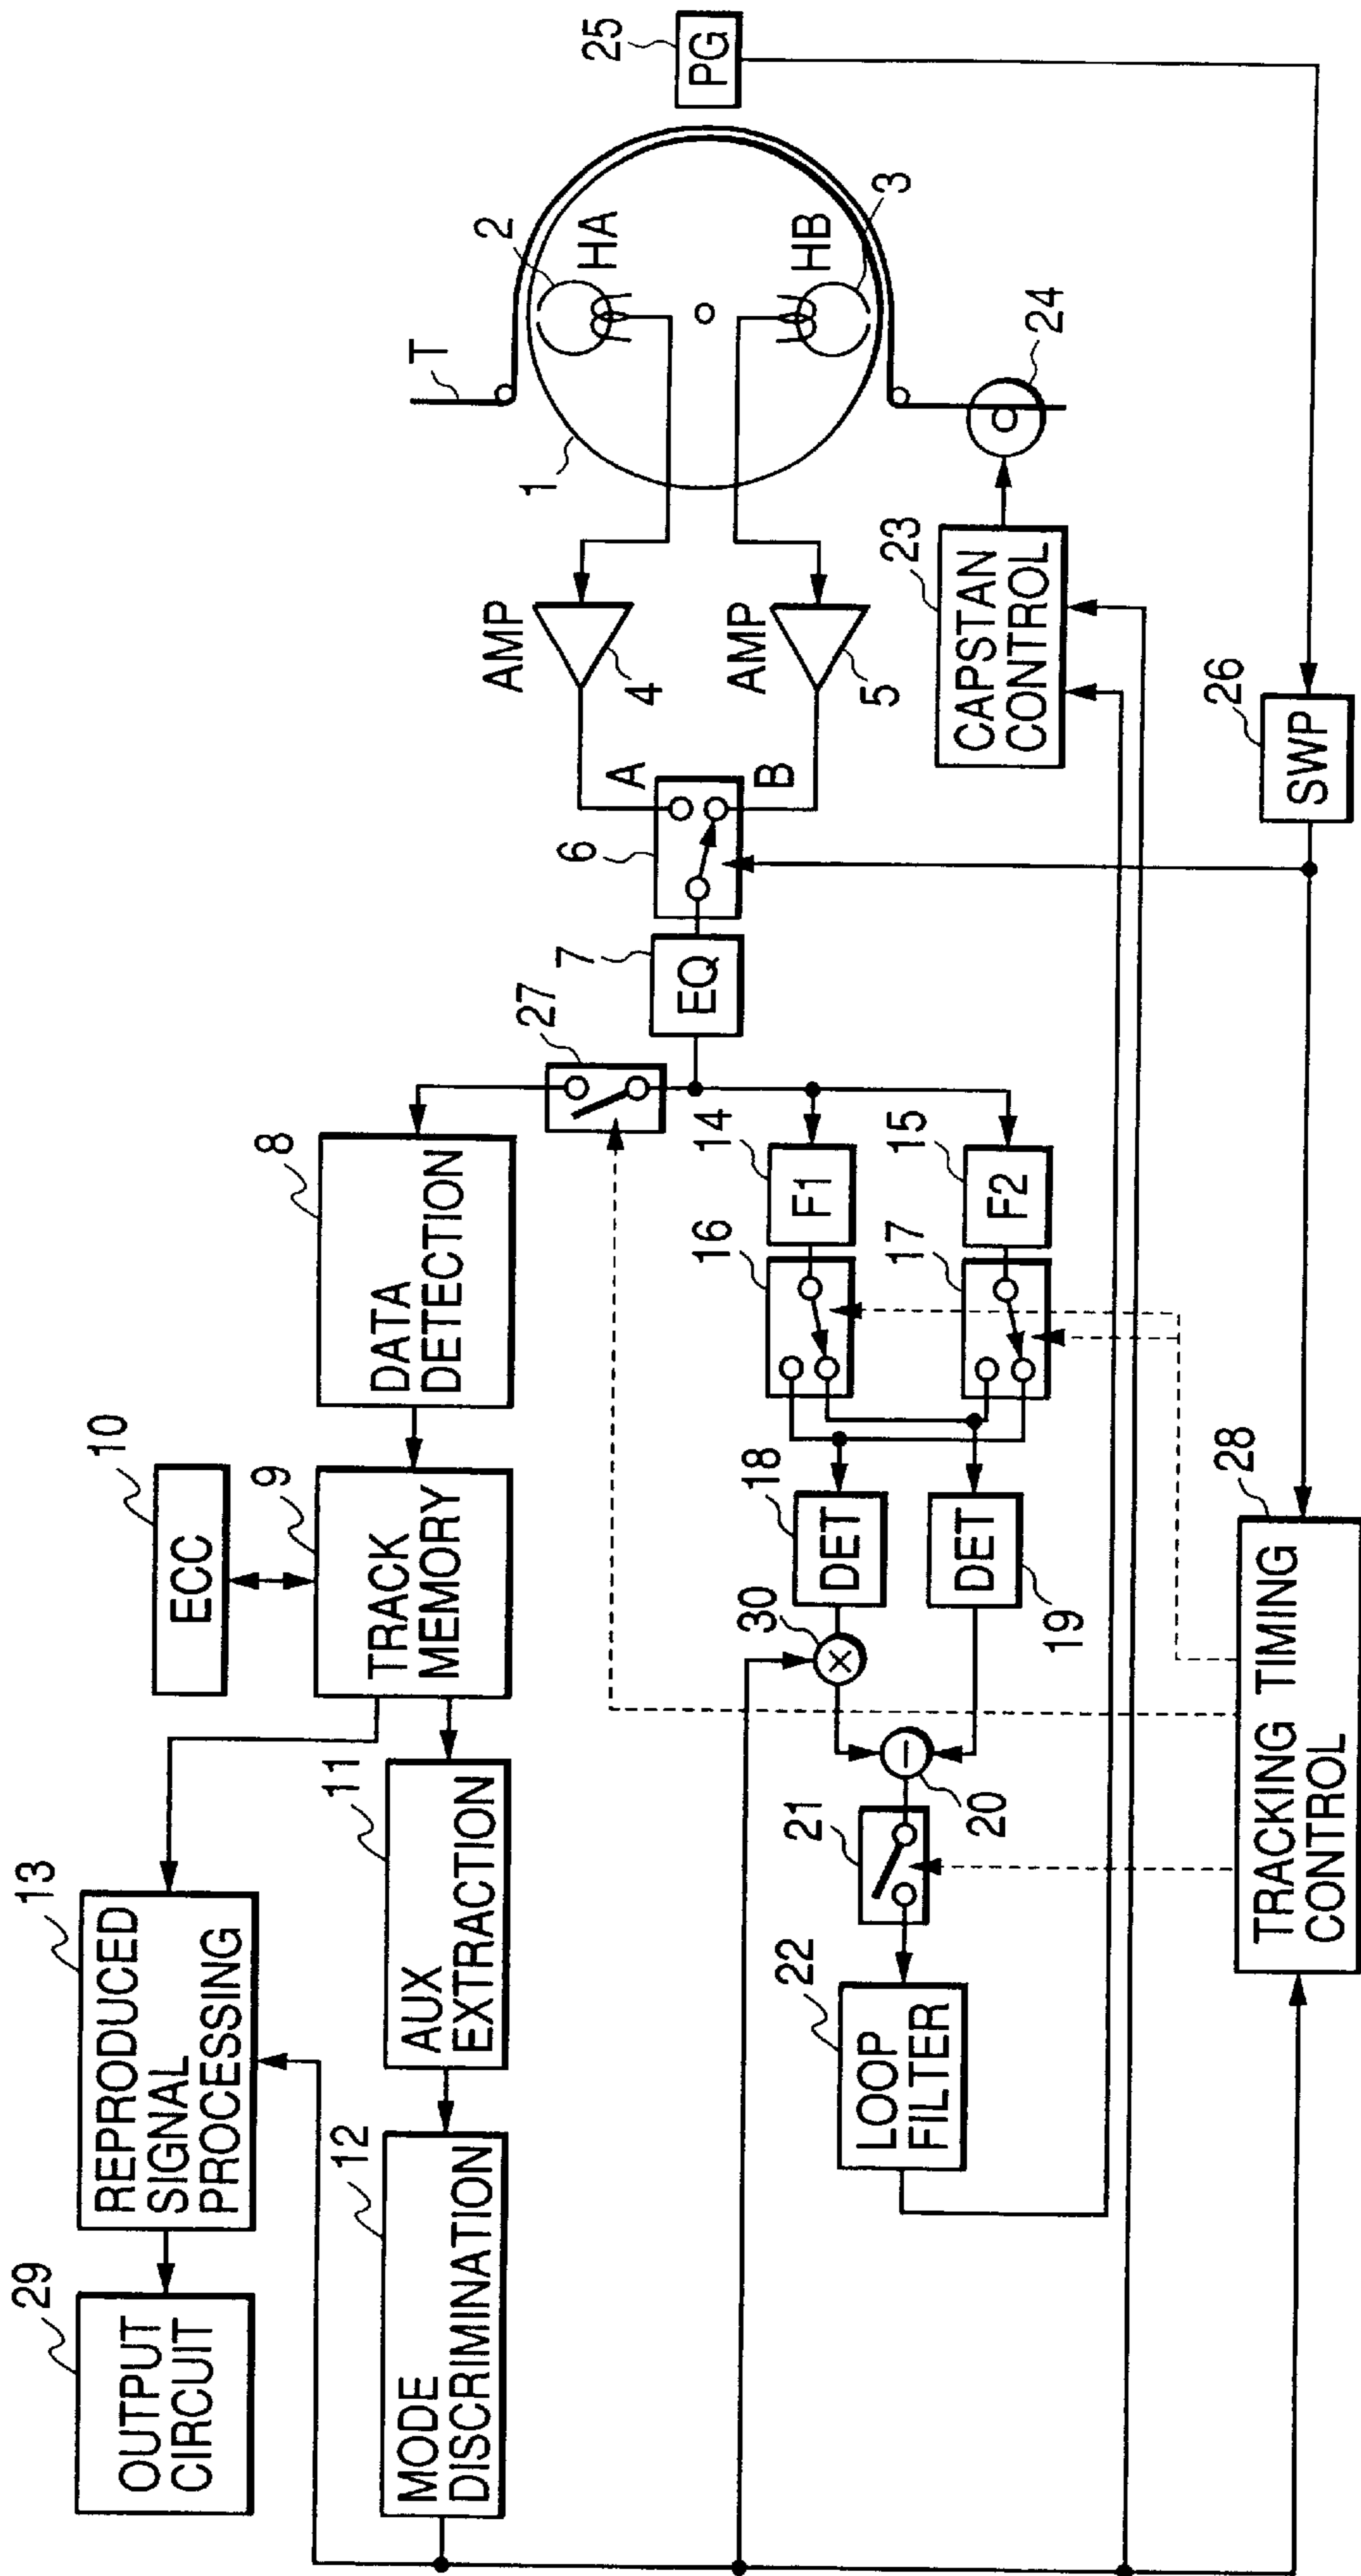 29
OUTPUT
CIRCUIT
13
REPRODUCED
SIGNAL
PROCESSING
10
ECC
12
MODE
DISCRIMINATION
11
AUX
EXTRACTION
9
TRACK
MEMORY
8
DATA
DETECTION
27
7
EQ
6
A
B
AMP
4
AMP
5
1
T
2
HA
HB
3
25
PG
22
LOOP
FILTER
21
20
30
18
DET
DET
19
16
14
F1
17
15
F2
23
CAPSTAN
CONTROL
24
28
TRACKING TIMING
CONTROL
26
SWP